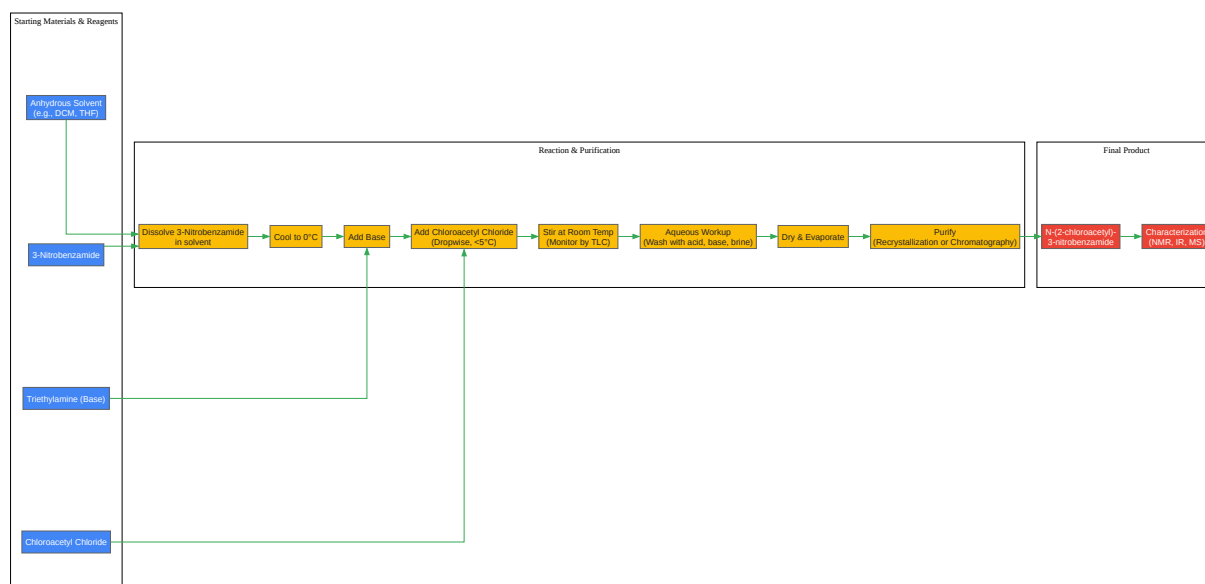 Starting Materials & Reagents
Anhydrous Solvent
(e.g., DCM, THF)
3-Nitrobenzamide
Triethylamine (Base)
Chloroacetyl Chloride
Reaction & Purification
Dissolve 3-Nitrobenzamide
in solvent
Cool to 0°C
Add Base
Add Chloroacetyl Chloride
(Dropwise, <5°C)
Stir at Room Temp
(Monitor by TLC)
Aqueous Workup
(Wash with acid, base, brine)
Dry & Evaporate
Purify
(Recrystallization or Chromatography)
Final Product
N-(2-chloroacetyl)-
3-nitrobenzamide
Characterization
(NMR, IR, MS)